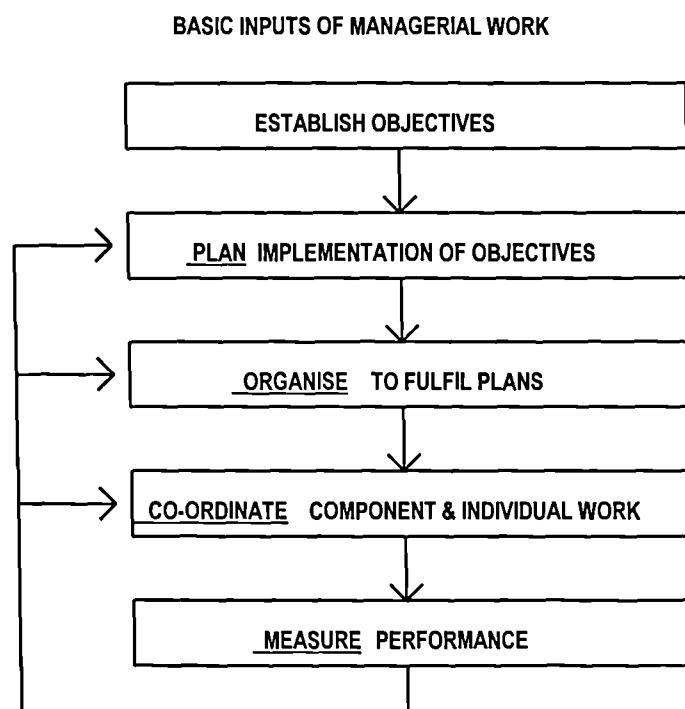 BASIC INPUTS OF MANAGERIAL WORK
ESTABLISH OBJECTIVES
PLAN IMPLEMENTATION OF OBJECTIVES
ORGANISE TO FULFIL PLANS
CO-ORDINATE COMPONENT & INDIVIDUAL WORK
MEASURE PERFORMANCE